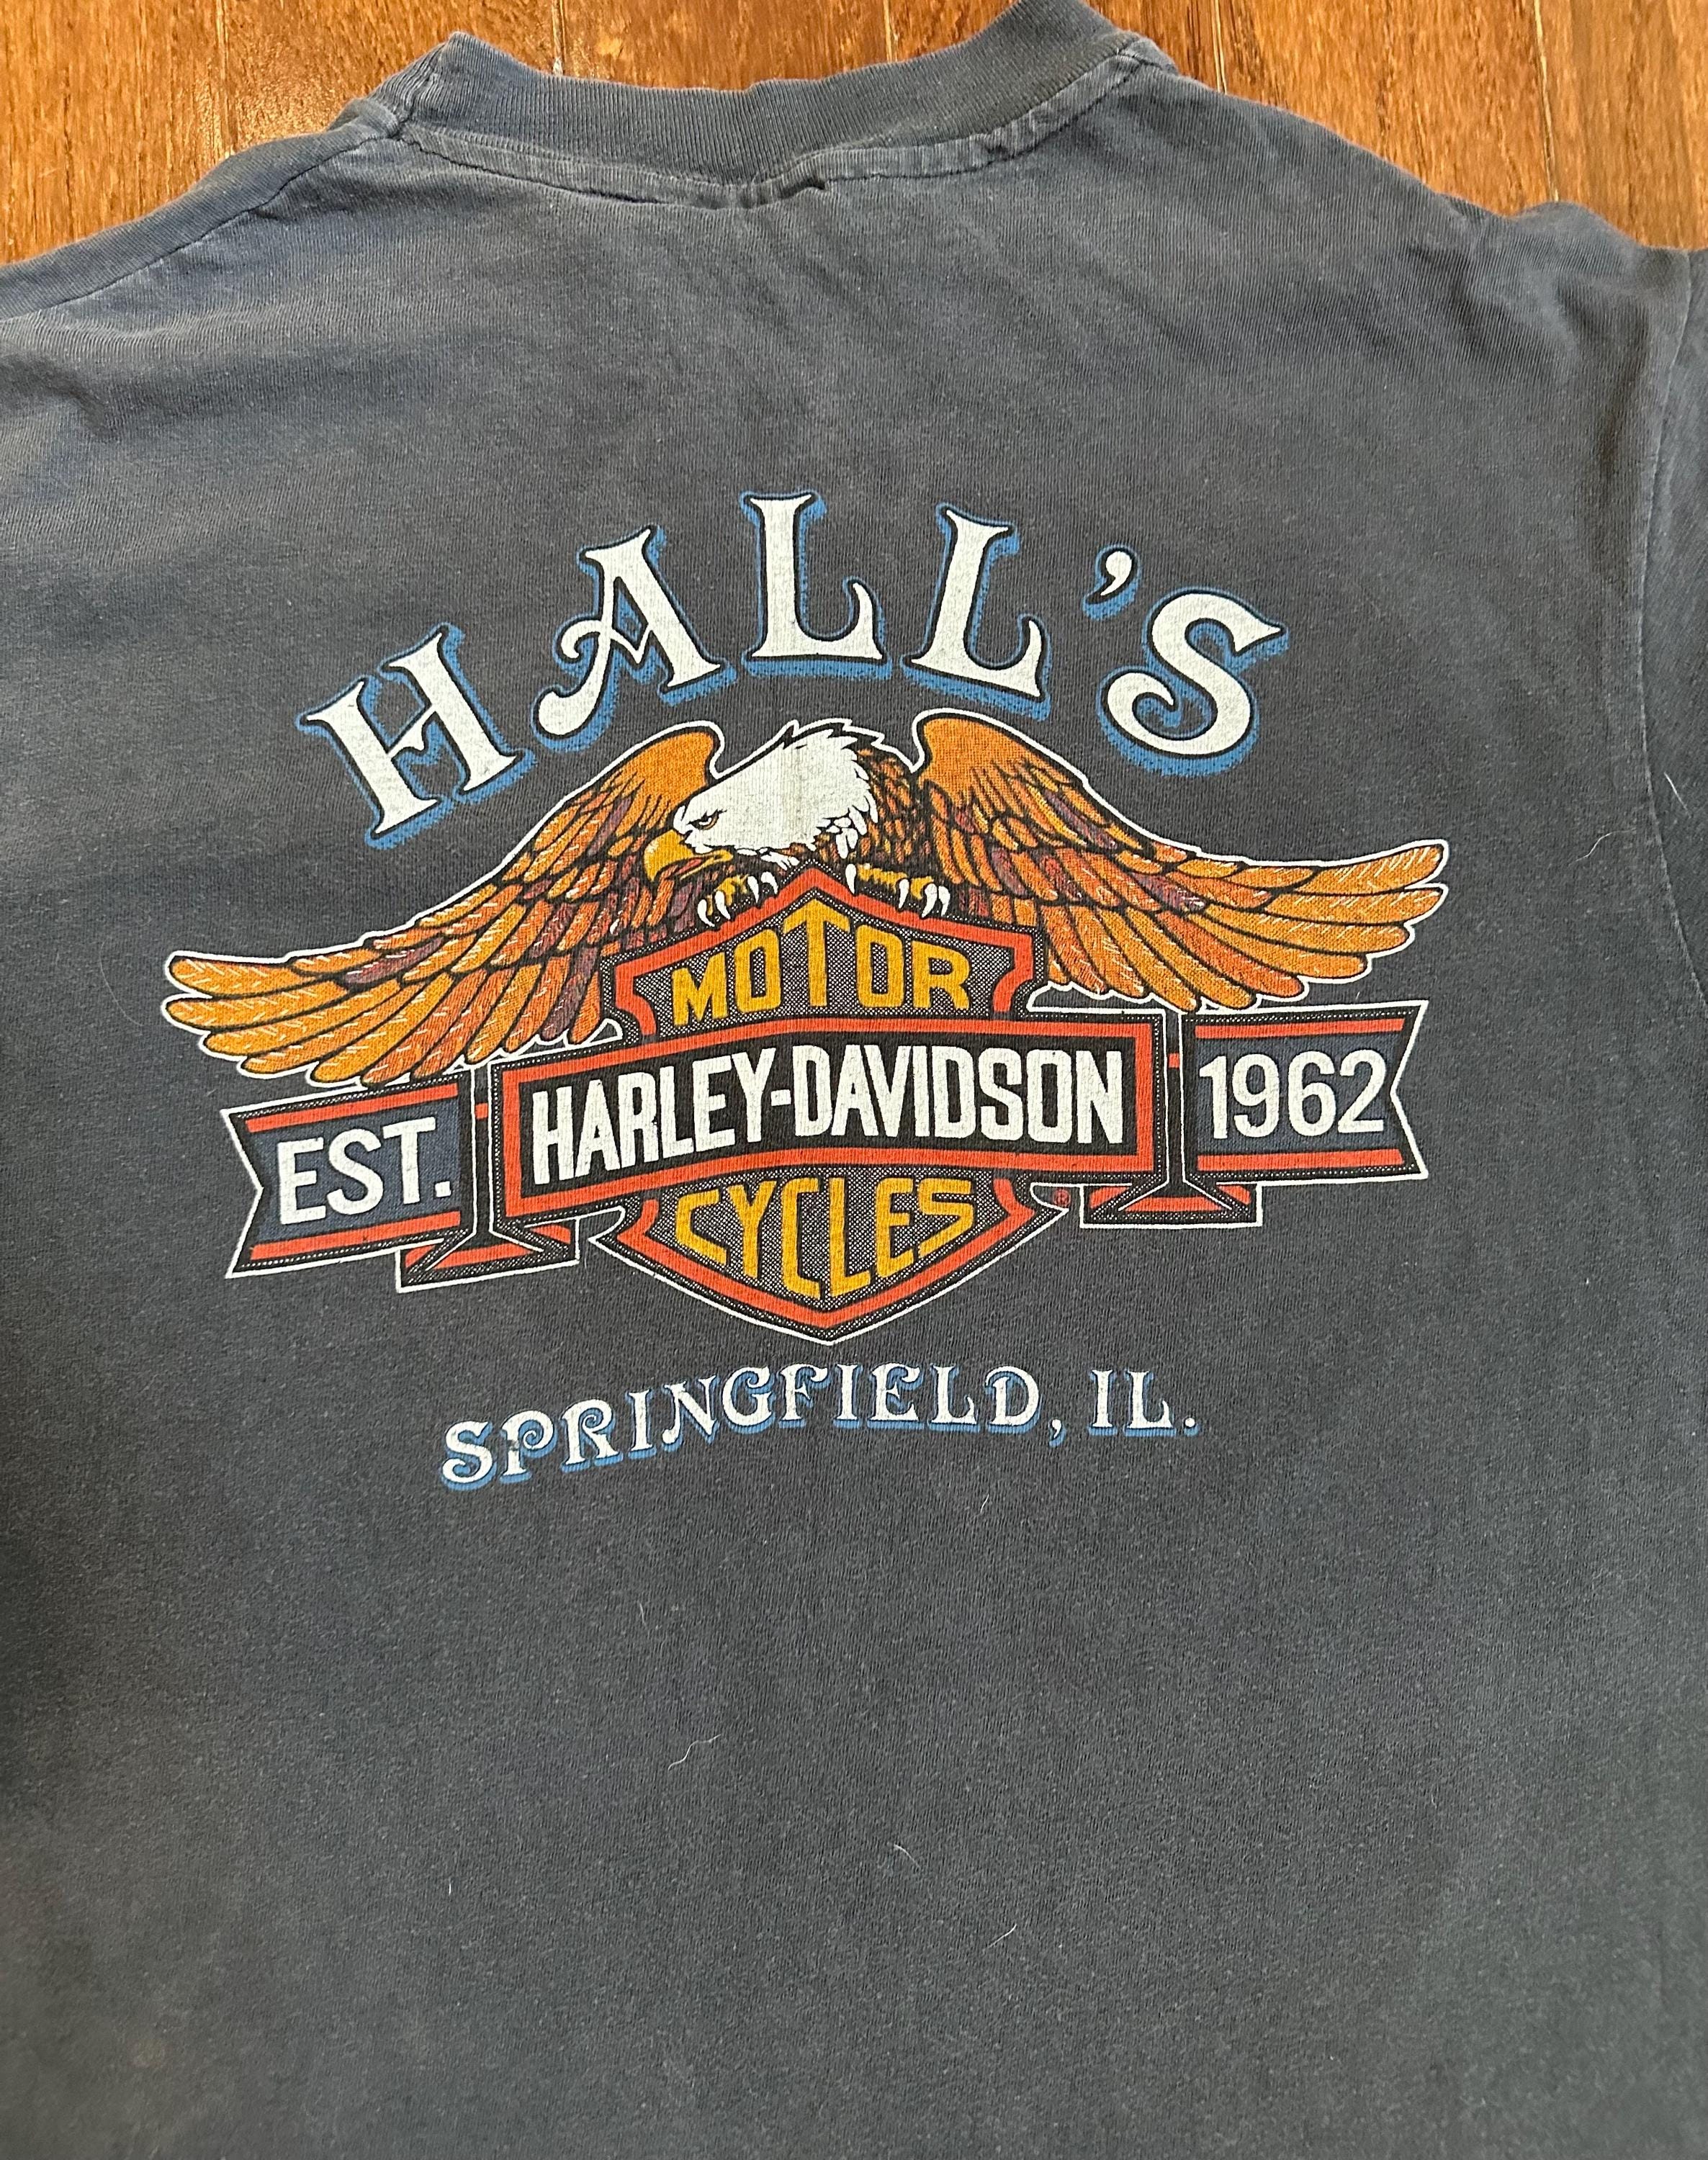 HALL'S
MOTOR
HARLEY-DAVIDSON
CYCLES
EST. 1962
SPRINGFIELD, IL.